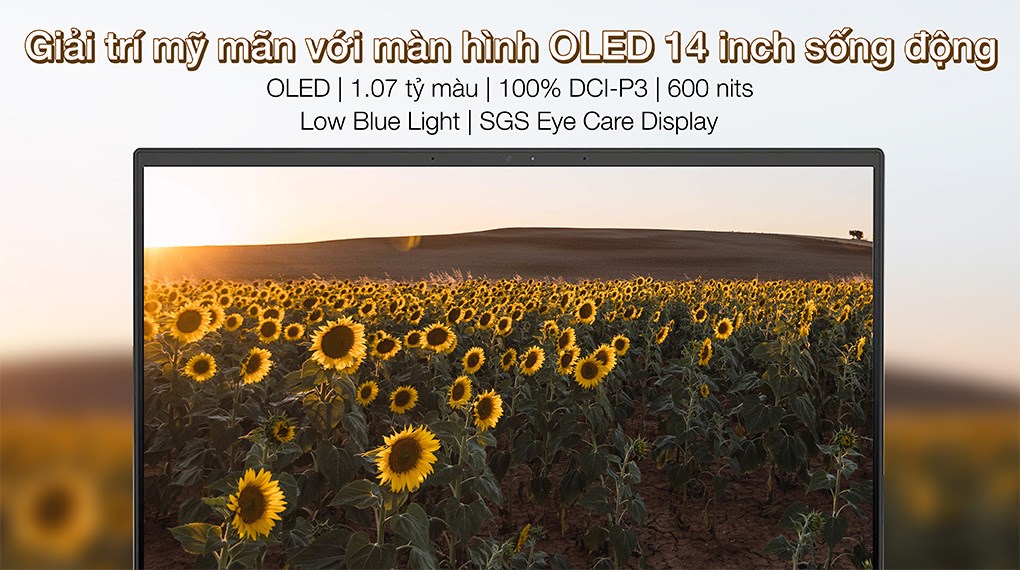 Giải trí mỹ mãn với màn hình OLED 14 inch sống động
OLED | 1.07 tỷ màu | 100% DCI-P3 | 600 nits
Low Blue Light | SGS Eye Care Display